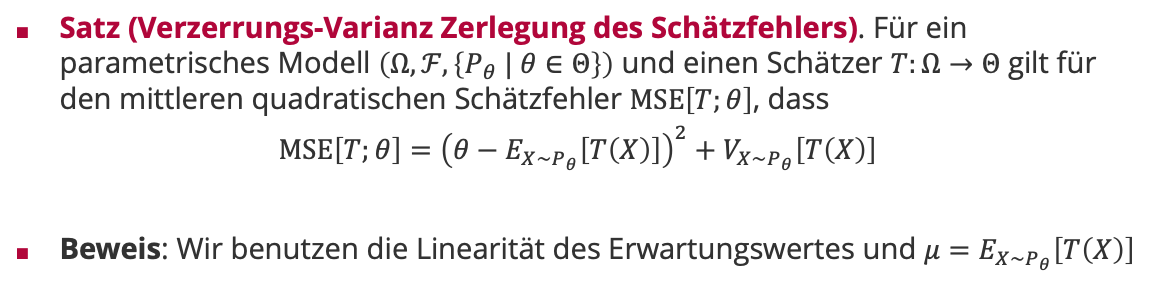 ▪ Satz (Verzerrungs-Varianz Zerlegung des Schätzfehlers). Für ein
parametrisches Modell (Ω, ℱ, {P_θ | θ ∈ Θ}) und einen Schätzer T: Ω → Θ gilt für
den mittleren quadratischen Schätzfehler MSE[T; θ], dass
MSE[T; θ] = (θ − E_{X~P_θ}[T(X)])² + V_{X~P_θ}[T(X)]
▪ Beweis: Wir benutzen die Linearität des Erwartungswertes und μ = E_{X~P_θ}[T(X)]